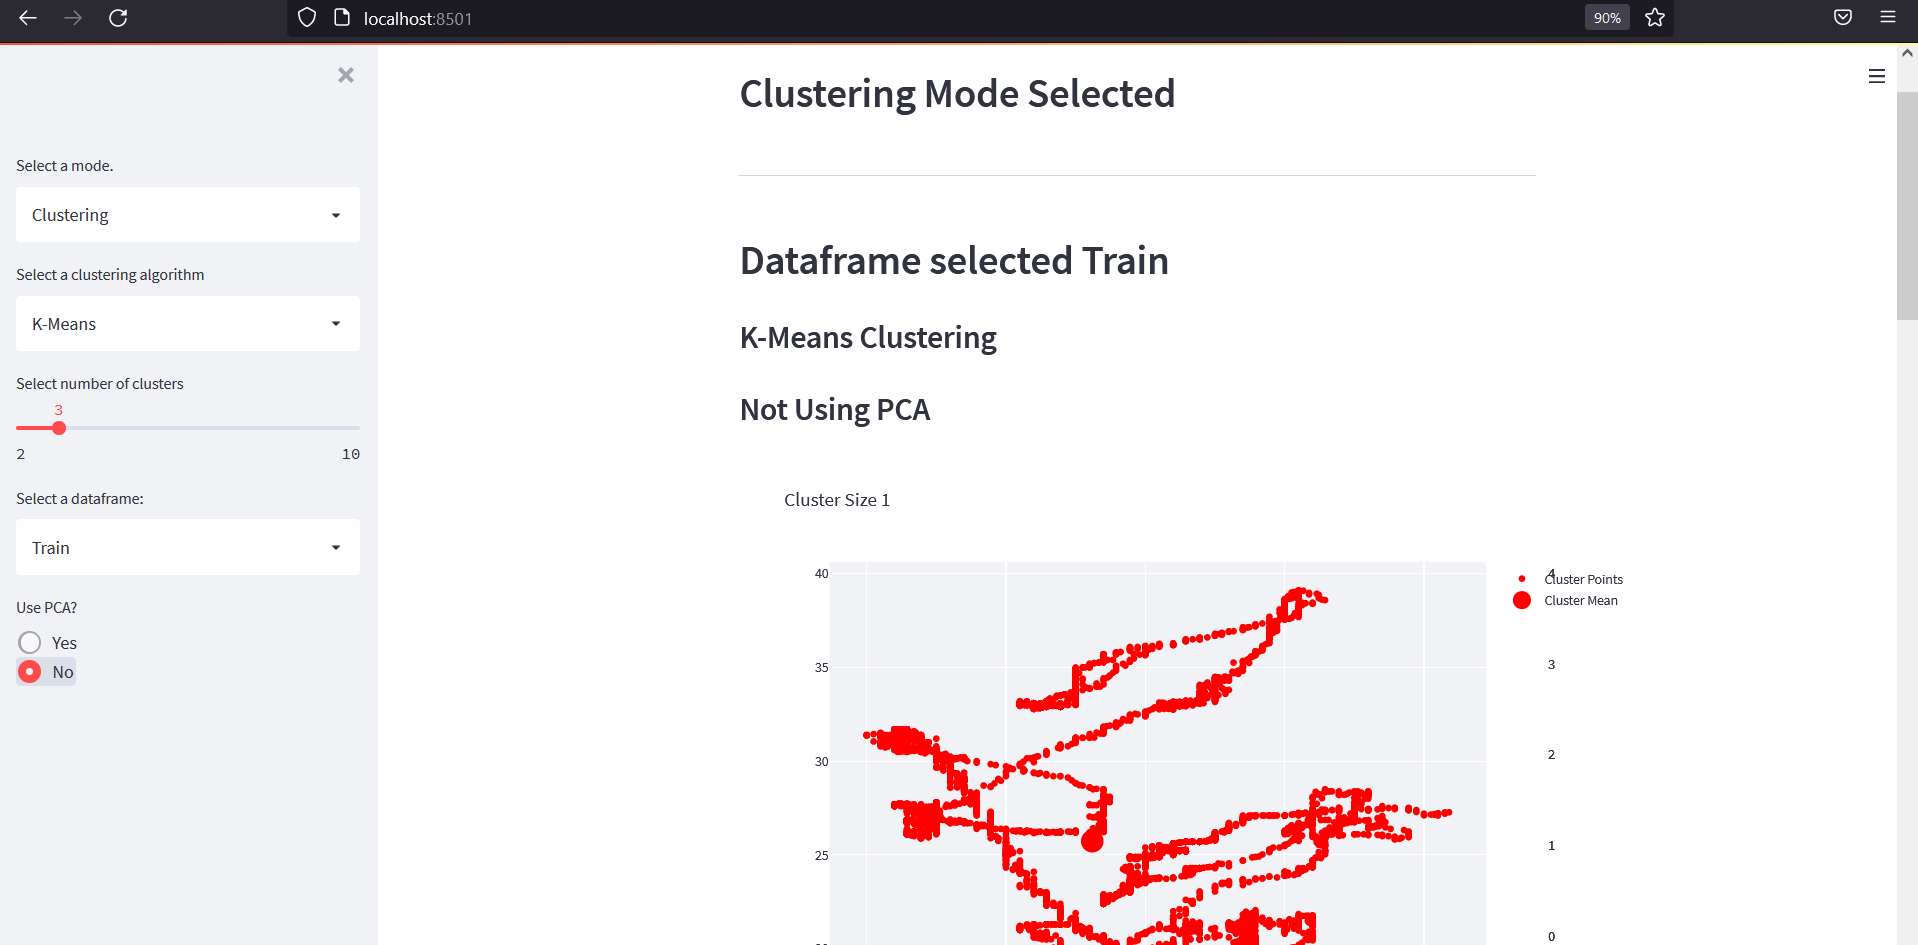 localhost:8501
90%
Select a mode.
Clustering
Select a clustering algorithm
K-Means
Select number of clusters
3
2
10
Select a dataframe:
Train
Use PCA?
Yes
No
Clustering Mode Selected
Dataframe selected Train
K-Means Clustering
Not Using PCA
Cluster Size 1
40
35
30
25
Cluster Points
Cluster Mean
4
3
2
1
0